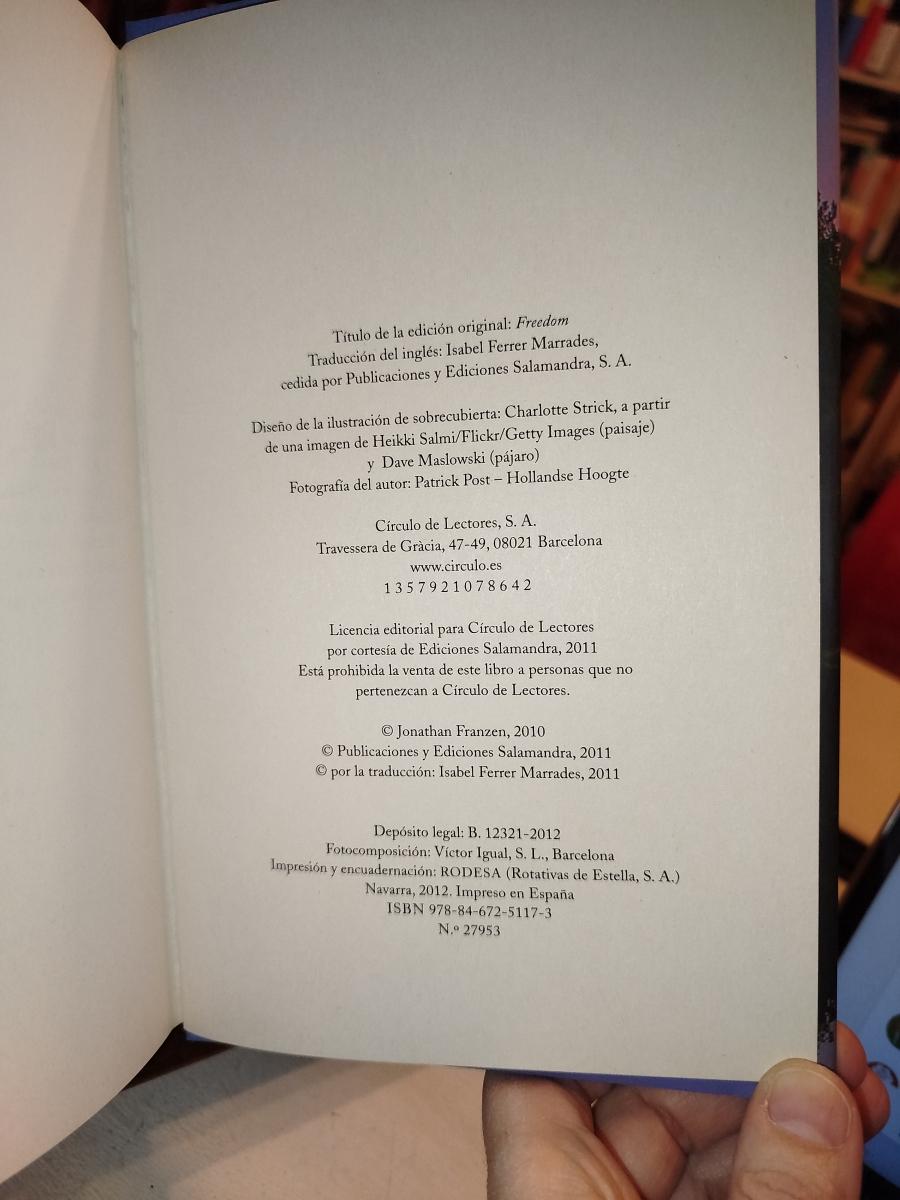 Título de la edición original: Freedom
Traducción del inglés: Isabel Ferrer Marrades,
cedida por Publicaciones y Ediciones Salamandra, S. A.
Diseño de la ilustración de sobrecubierta: Charlotte Strick, a partir
de una imagen de Heikki Salmi/Flickr/Getty Images (paisaje)
y Dave Maslowski (pájaro)
Fotografía del autor: Patrick Post – Hollandse Hoogte
Círculo de Lectores, S. A.
Travessera de Gràcia, 47-49, 08021 Barcelona
www.circulo.es
1 3 5 7 9 2 1 0 7 8 6 4 2
Licencia editorial para Círculo de Lectores
por cortesía de Ediciones Salamandra, 2011
Está prohibida la venta de este libro a personas que no
pertenezcan a Círculo de Lectores.
© Jonathan Franzen, 2010
© Publicaciones y Ediciones Salamandra, 2011
© por la traducción: Isabel Ferrer Marrades, 2011
Depósito legal: B. 12321-2012
Fotocomposición: Víctor Igual, S. L., Barcelona
Impresión y encuadernación: RODESA (Rotativas de Estella, S. A.)
Navarra, 2012. Impreso en España
ISBN 978-84-672-5117-3
N.º 27953